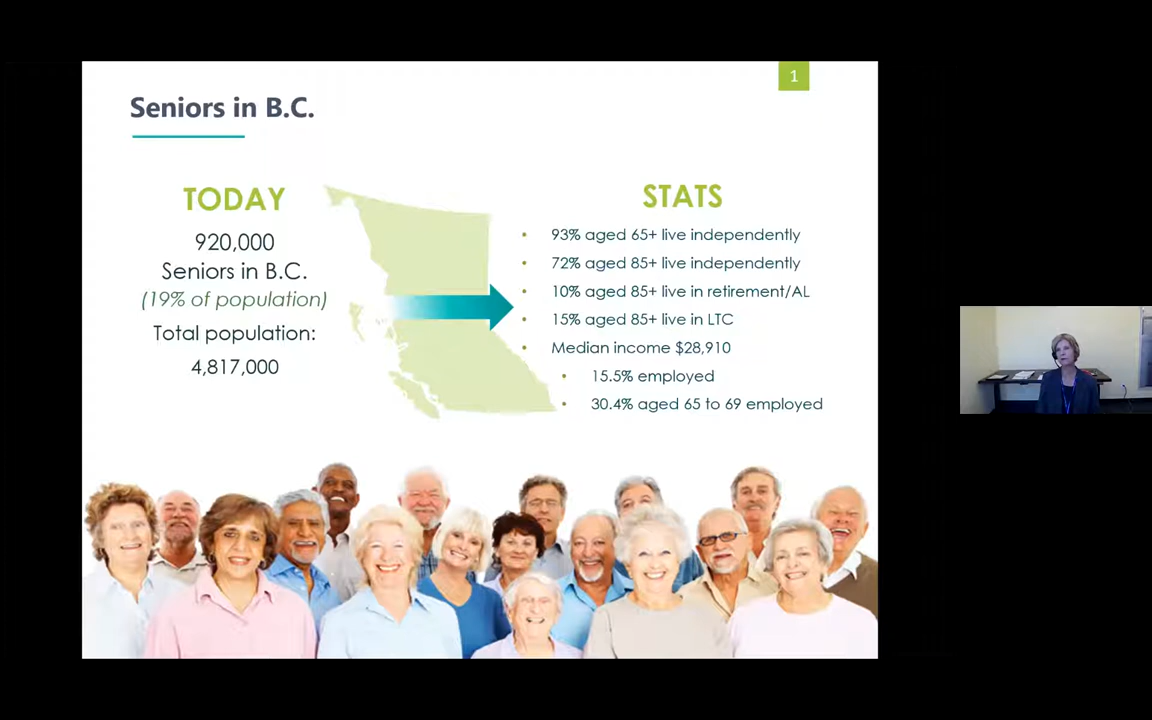 1
Seniors in B.C.
TODAY
920,000
Seniors in B.C.
(19% of population)
Total population:
4,817,000
STATS
• 93% aged 65+ live independently
• 72% aged 85+ live independently
• 10% aged 85+ live in retirement/AL
• 15% aged 85+ live in LTC
• Median income $28,910
• 15.5% employed
• 30.4% aged 65 to 69 employed